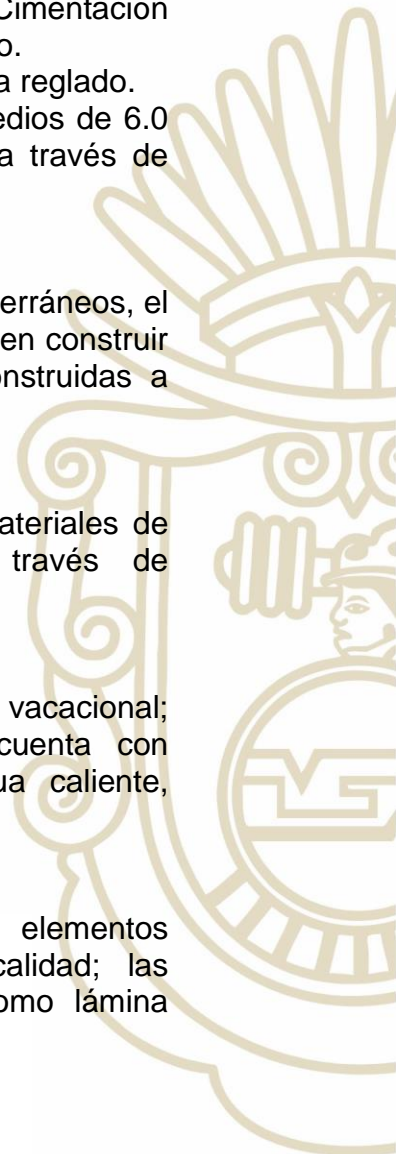 Cimentación
o.
a reglado.
edios de 6.0
a través de
erráneos, el
en construir
onstruidas a
ateriales de
través de
vacacional;
cuenta con
ua caliente,
elementos
calidad; las
omo lámina